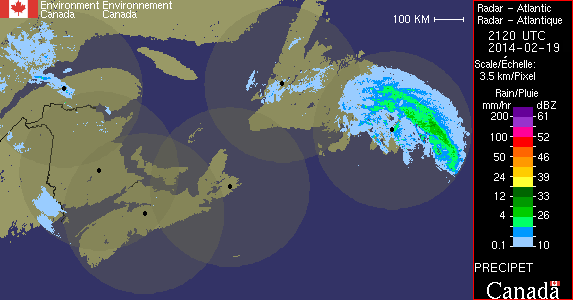 Environment Environnement
Canada Canada
100 KM
Radar - Atlantic
Radar - Atlantique
2120 UTC
2014-02-19
Scale/Échelle:
3.5 km/Pixel
Rain/Pluie
mm/hr dBZ
200 61
100 52
50 46
24 39
12 33
4 26
0.1 10
PRECIPET
Canada